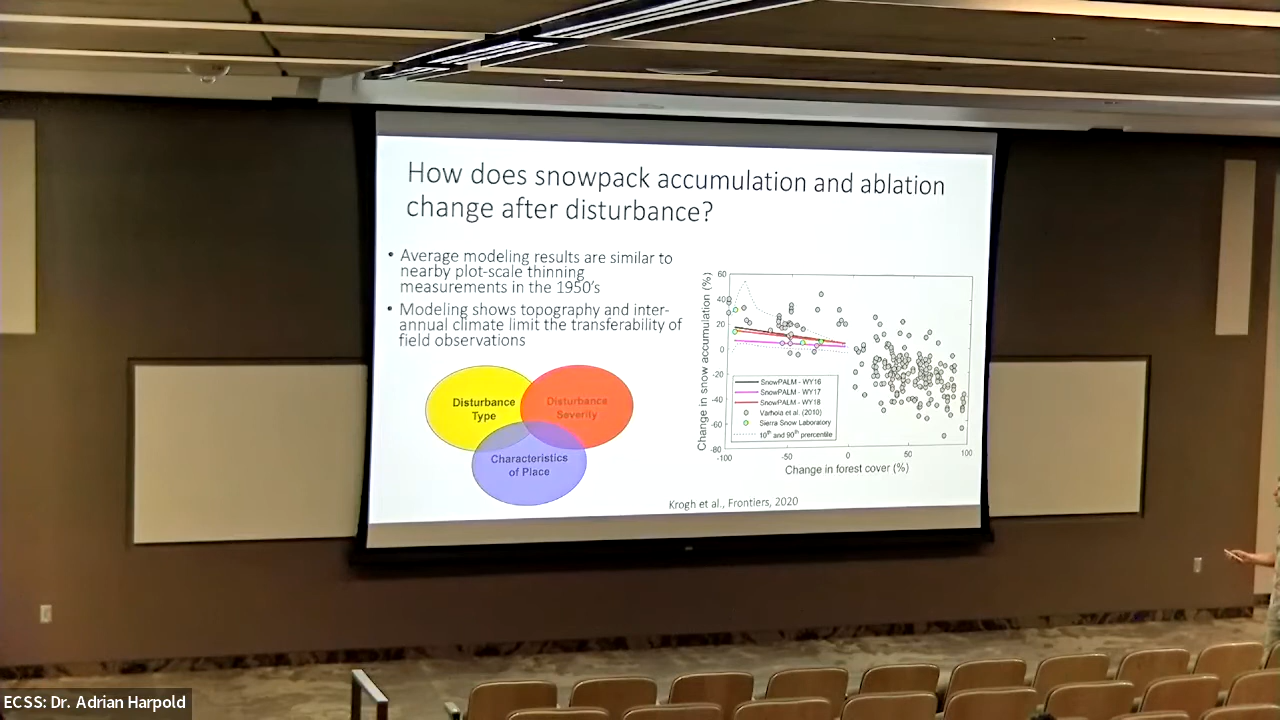 How does snowpack accumulation and ablation
change after disturbance?
• Average modeling results are similar to
nearby plot-scale thinning
measurements in the 1950's
• Modeling shows topography and inter-
annual climate limit the transferability of
field observations
Disturbance
Type
Disturbance
Severity
Characteristics
of Place
Change in snow accumulation (%)
60
40
20
0
-20
-40
-60
-80
SnowPALM - WY16
SnowPALM - WY17
SnowPALM - WY18
Varhola et al. (2010)
Sierra Snow Laboratory
10th and 90th prercentile
-100
-50
0
50
100
Change in forest cover (%)
Krogh et al., Frontiers, 2020
ECSS: Dr. Adrian Harpold